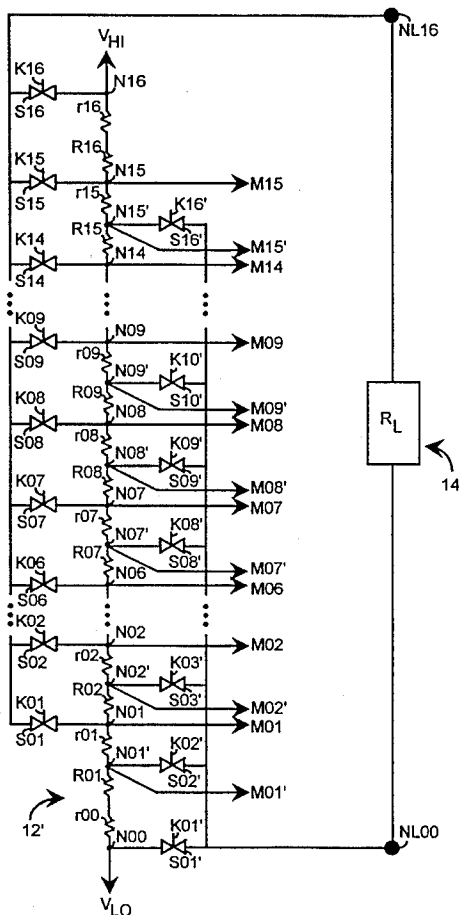 NL16
VHI
K16
N16
S16
r16
R16
K15
N15
S15
r15
M15
N15'
K16'
R15
S16'
K14
N14
M15'
S14
M14
K09
N09
S09
r09
M09
N09'
K10'
K08
R09
N08
S10'
M09'
S08
r08
M08
N08'
K09'
K07
R08
N07
S09'
M08'
S07
r07
M07
N07'
K08'
K06
R07
N06
S08'
M07'
S06
M06
K02
N02
S02
r02
M02
N02'
K03'
K01
R02
N01
S03'
M02'
S01
r01
M01
N01'
K02'
R01
S02'
M01'
12'
r00
N00
K01'
S01'
NL00
VLO
RL
14